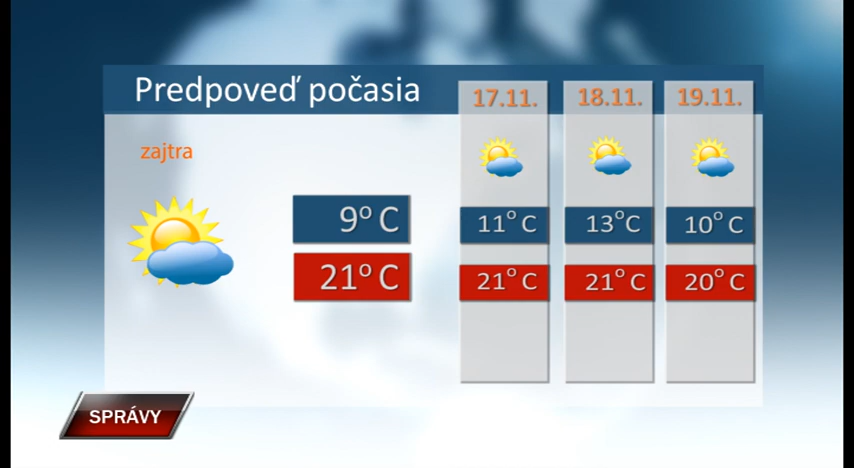 Predpoveď počasia
zajtra
9° C
21° C
17.11.
11° C
21° C
18.11.
13°C
21° C
19.11.
10° C
20° C
SPRÁVY